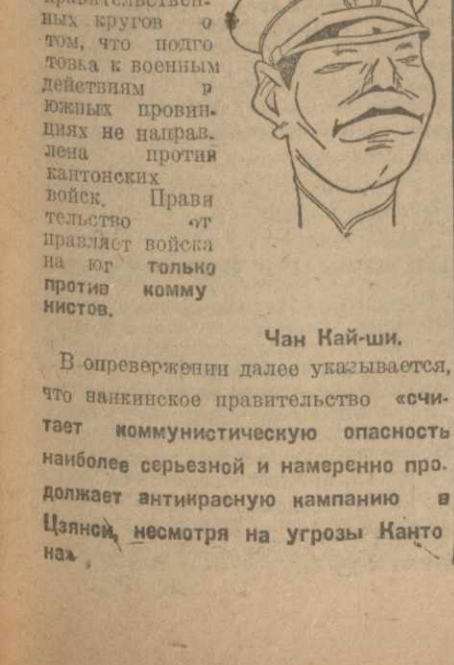 правительствен-
ных кругов о
том, что подго
товка к военным
действиям в
южных провин-
циях не направ.
лена против
кантонских
войск. Прави
тельство от
правляет войска
на юг только
против комму
нистов.
Чан Кай-ши.
В опревержении далее указывается,
что нанкинское правительство «счи-
тает коммунистическую опасность
наиболее серьезной и намеренно про.
должает антикрасную кампанию в
Цзянси, несмотря на угрозы Канто
на»